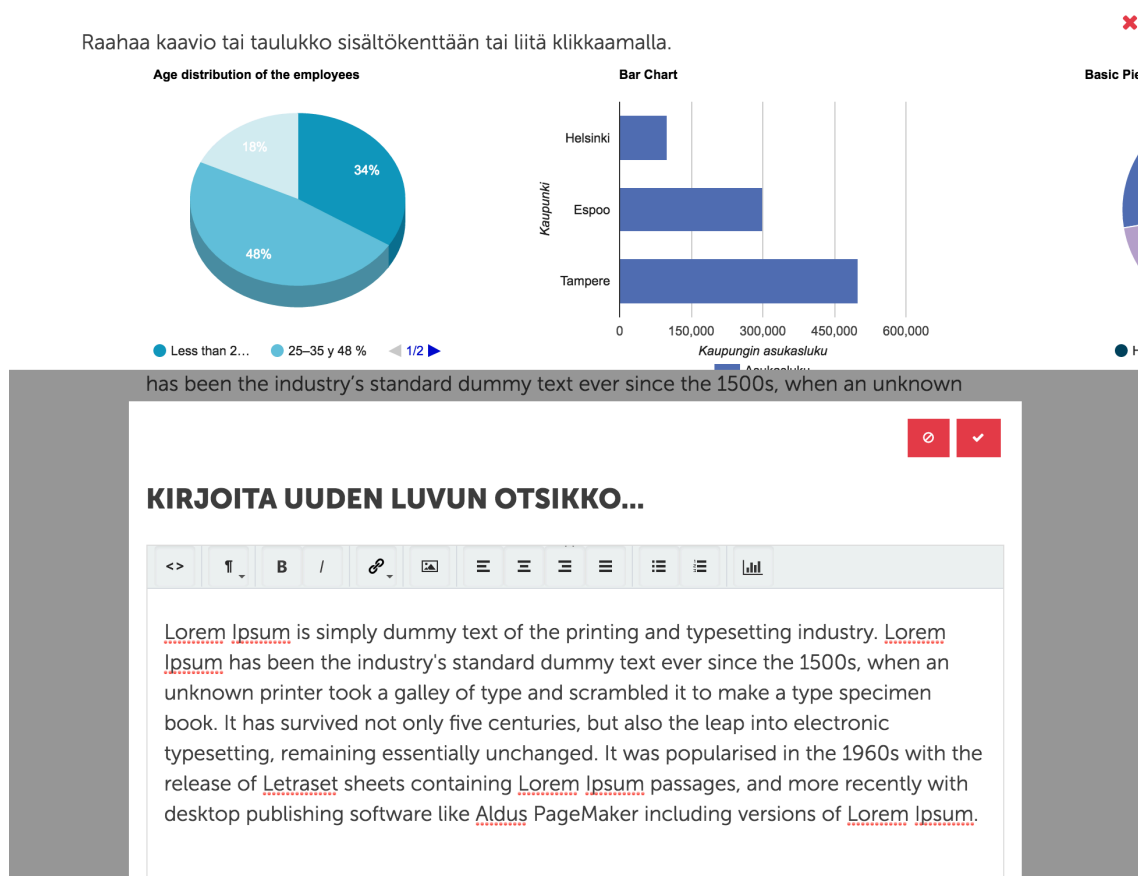 Raahaa kaavio tai taulukko sisältökenttään tai liitä klikkaamalla.
Age distribution of the employees
18%
34%
48%
Less than 2...
25–35 y 48 %
1/2
Bar Chart
Kaupunki
Helsinki
Espoo
Tampere
0 150,000 300,000 450,000 600,000
Kaupungin asukasluku
Asukasluku
Basic Pie
H
has been the industry's standard dummy text ever since the 1500s, when an unknown
KIRJOITA UUDEN LUVUN OTSIKKO...
<> ¶ B I
Lorem Ipsum is simply dummy text of the printing and typesetting industry. Lorem
Ipsum has been the industry's standard dummy text ever since the 1500s, when an
unknown printer took a galley of type and scrambled it to make a type specimen
book. It has survived not only five centuries, but also the leap into electronic
typesetting, remaining essentially unchanged. It was popularised in the 1960s with the
release of Letraset sheets containing Lorem Ipsum passages, and more recently with
desktop publishing software like Aldus PageMaker including versions of Lorem Ipsum.